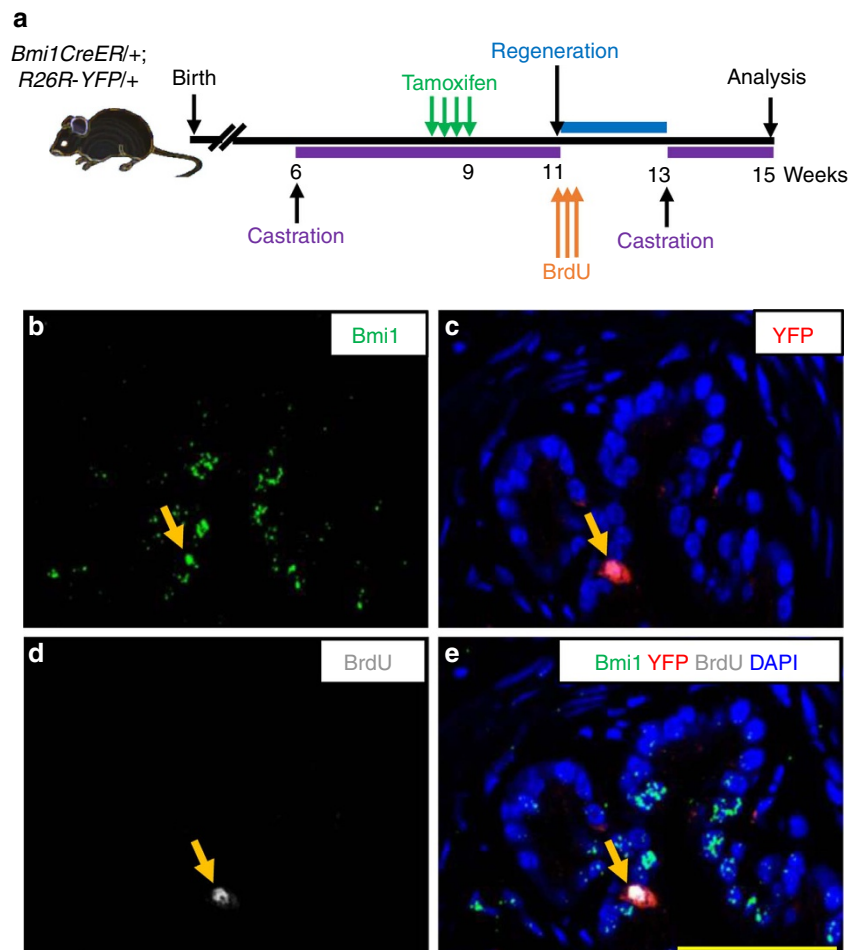 a
Bmi1CreER/+;
R26R-YFP/+
Birth
Tamoxifen
Regeneration
Analysis
6
9
11
13
15 Weeks
Castration
BrdU
Castration
b
Bmi1
c
YFP
d
BrdU
e
Bmi1 YFP BrdU DAPI